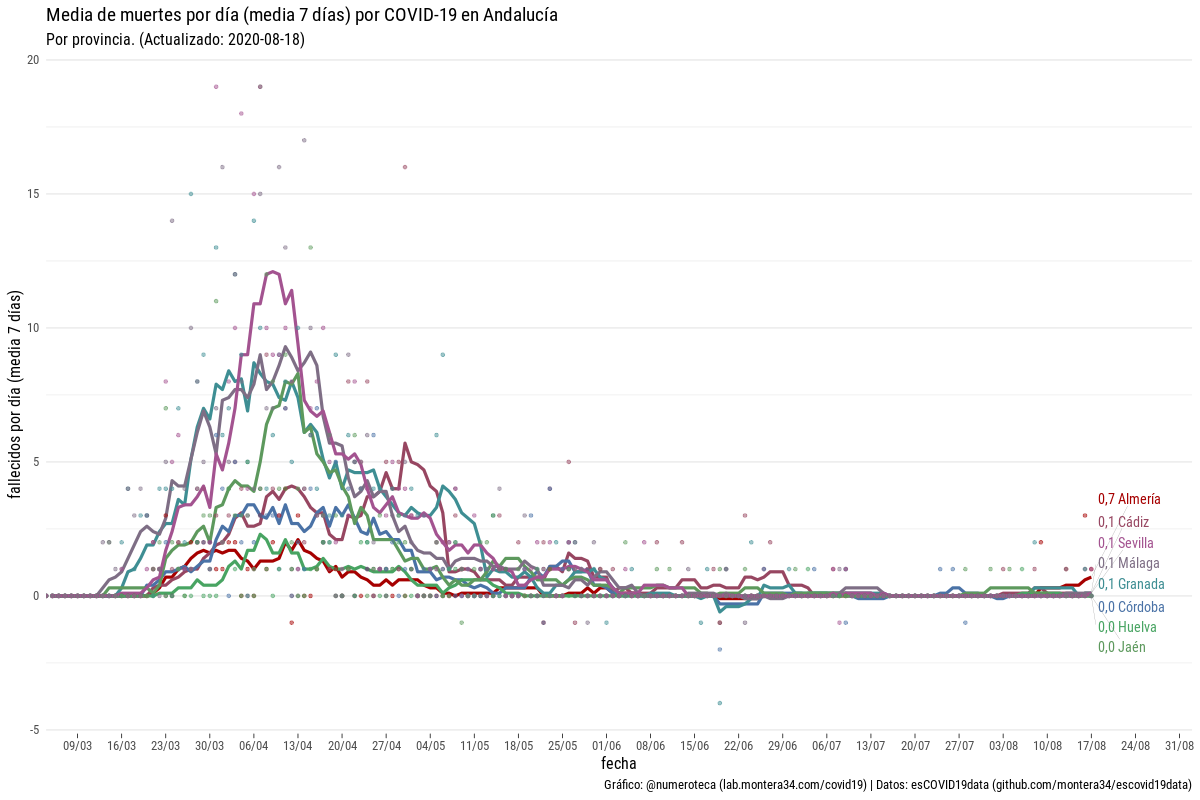 Media de muertes por día (media 7 días) por COVID-19 en Andalucía
Por provincia. (Actualizado: 2020-08-18)
20
15
10
5
0
-5
fallecidos por día (media 7 días)
0,7 Almería
0,1 Cádiz
0,1 Sevilla
0,1 Málaga
0,1 Granada
0,0 Córdoba
0,0 Huelva
0,0 Jaén
09/03 16/03 23/03 30/03 06/04 13/04 20/04 27/04 04/05 11/05 18/05 25/05 01/06 08/06 15/06 22/06 29/06 06/07 13/07 20/07 27/07 03/08 10/08 17/08 24/08 31/08
fecha
Gráfico: @numeroteca (lab.montera34.com/covid19) | Datos: esCOVID19data (github.com/montera34/escovid19data)